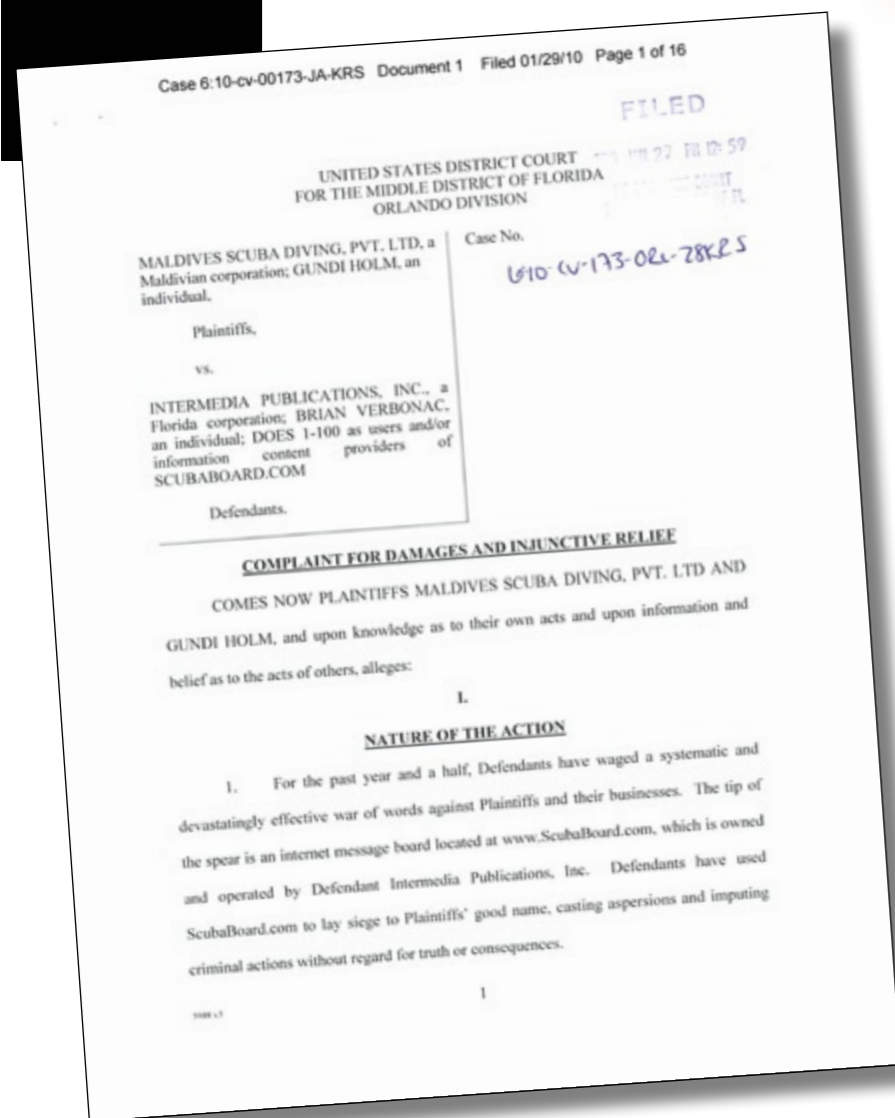 Case 6:10-cv-00173-JA-KRS Document 1 Filed 01/29/10 Page 1 of 16
FILED
12:59
UNITED STATES DISTRICT COURT
FOR THE MIDDLE DISTRICT OF FLORIDA
ORLANDO DIVISION
MALDIVES SCUBA DIVING, PVT. LTD, a
Maldivian corporation; GUNDI HOLM, an
individual,
Plaintiffs,
vs.
INTERMEDIA PUBLICATIONS, INC., a
Florida corporation; BRIAN VERBONAC,
an individual; DOES 1-100 as users and/or
information content providers of
SCUBABOARD.COM
Defendants.
Case No.
6:10-CV-173-ORL-28KRS
COMPLAINT FOR DAMAGES AND INJUNCTIVE RELIEF
COMES NOW PLAINTIFFS MALDIVES SCUBA DIVING, PVT. LTD AND
GUNDI HOLM, and upon knowledge as to their own acts and upon information and
belief as to the acts of others, alleges:
I.
NATURE OF THE ACTION
1. For the past year and a half, Defendants have waged a systematic and
devastatingly effective war of words against Plaintiffs and their businesses. The tip of
the spear is an internet message board located at www.ScubaBoard.com, which is owned
and operated by Defendant Intermedia Publications, Inc. Defendants have used
ScubaBoard.com to lay siege to Plaintiffs' good name, casting aspersions and imputing
criminal actions without regard for truth or consequences.
1